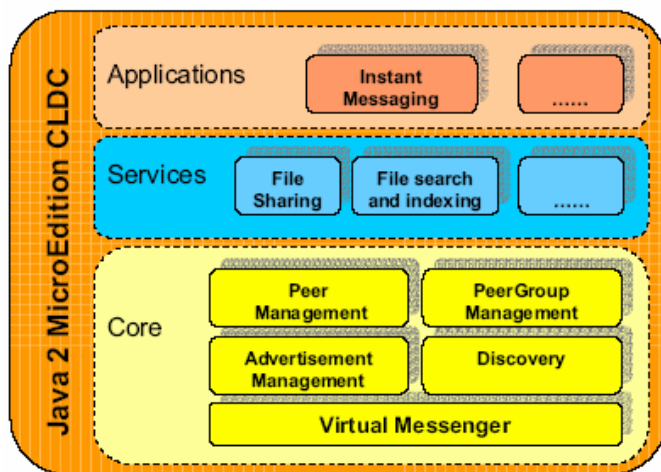 Java 2 MicroEdition CLDC
Applications
Instant
Messaging
......
Services
File
Sharing
File search
and indexing
......
Core
Peer
Management
PeerGroup
Management
Advertisement
Management
Discovery
Virtual Messenger